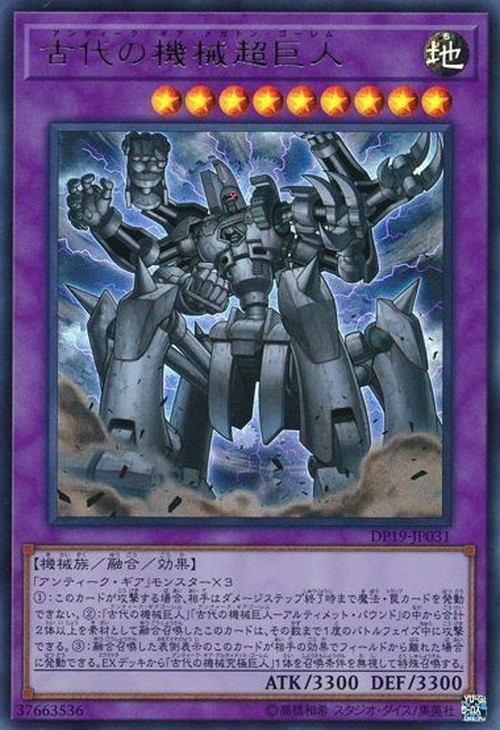 アンティーク・ギア・メガトン・ゴーレム
古代の機械超巨人
ち
地
DP19-JP031
きかいぞく ゆうごう こうか
【機械族／融合／効果】
「アンティーク・ギア」モンスター×３
①：このカードが攻撃する場合、相手はダメージステップ終了時まで魔法・罠カードを発動
できない。②：「古代の機械巨人」「古代の機械巨人－アルティメット・パウンド」の中から合計
２体以上を素材として融合召喚したこのカードは、その数まで１度のバトルフェイズ中に攻撃
できる。③：融合召喚した表側表示のこのカードが相手の効果でフィールドから離れた場合
に発動できる。EXデッキから「古代の機械究極巨人」１体を召喚条件を無視して特殊召喚する。
ATK/3300 DEF/3300
37663536
©高橋和希 スタジオ・ダイス/集英社